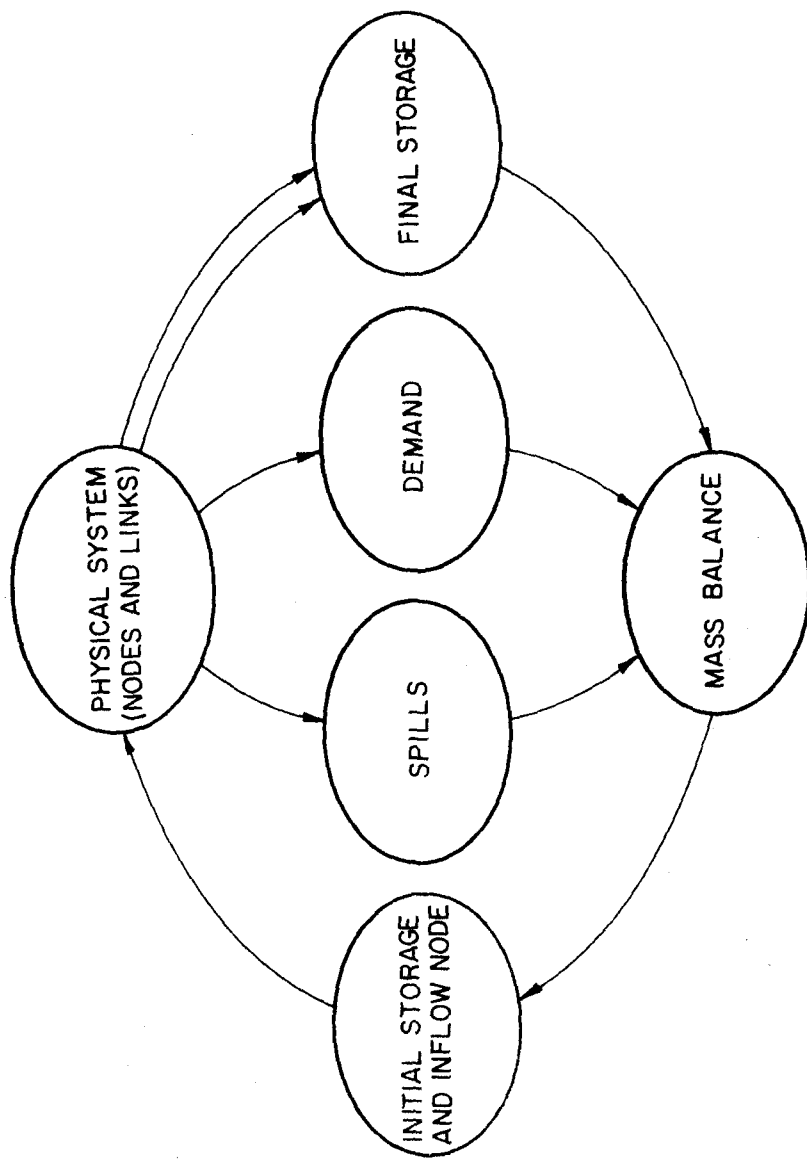 PHYSICAL SYSTEM
(NODES AND LINKS)
INITIAL STORAGE
AND INFLOW NODE
SPILLS
DEMAND
FINAL STORAGE
MASS BALANCE